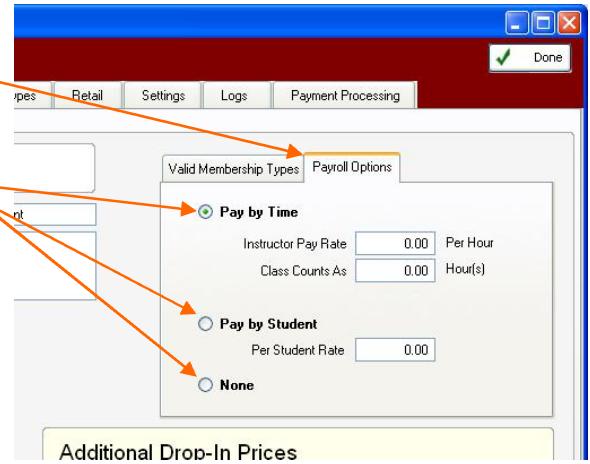 Done
Retail Settings Logs Payment Processing
Valid Membership Types Payroll Options
Pay by Time
Instructor Pay Rate 0.00 Per Hour
Class Counts As 0.00 Hour(s)
Pay by Student
Per Student Rate 0.00
None
Additional Drop-In Prices